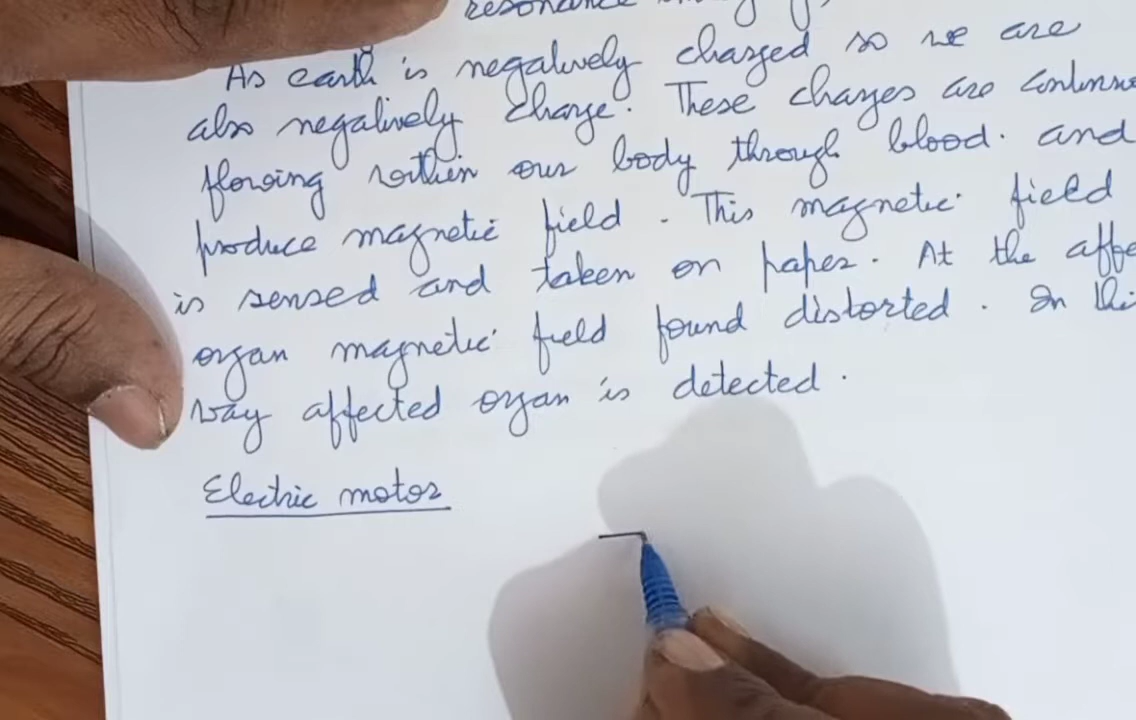 resonance
As earth is negatively charged so we are
also negatively charge. These charges are
flowing within our body through blood. and
produce magnetic field. This magnetic field
is sensed and taken on paper. At the
organ magnetic field found distorted. In
way affected organ is detected.
Electric motor